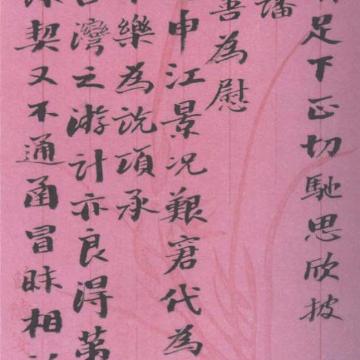 足下正切馳思欣披
善為慰
申江景況艱窘代為
樂為說項承
灣之游計亦良得第
契又不通函冒昧相